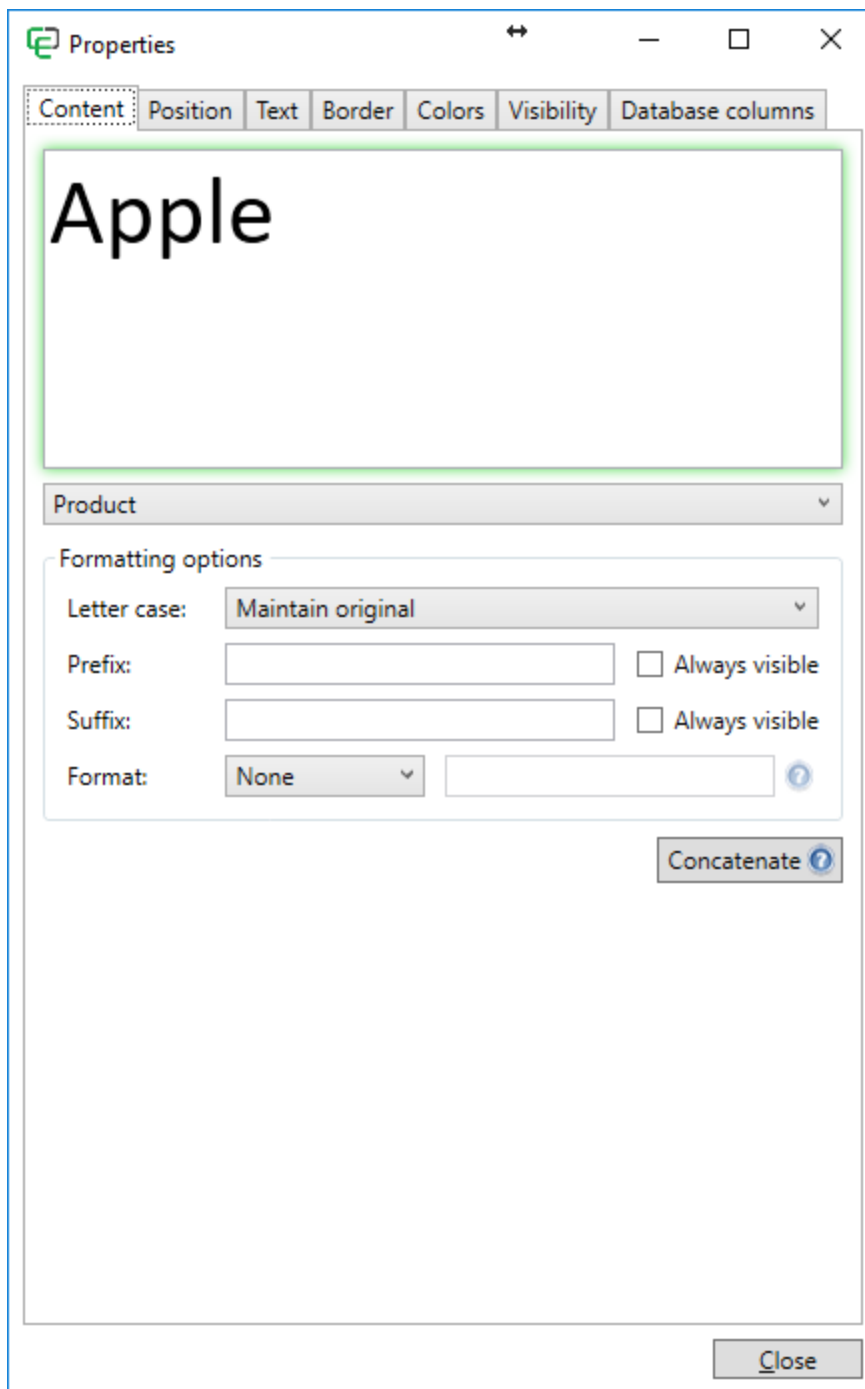 Properties
Content Position Text Border Colors Visibility Database columns
Apple
Product
Formatting options
Letter case: Maintain original
Prefix: Always visible
Suffix: Always visible
Format: None ?
Concatenate ?
Close